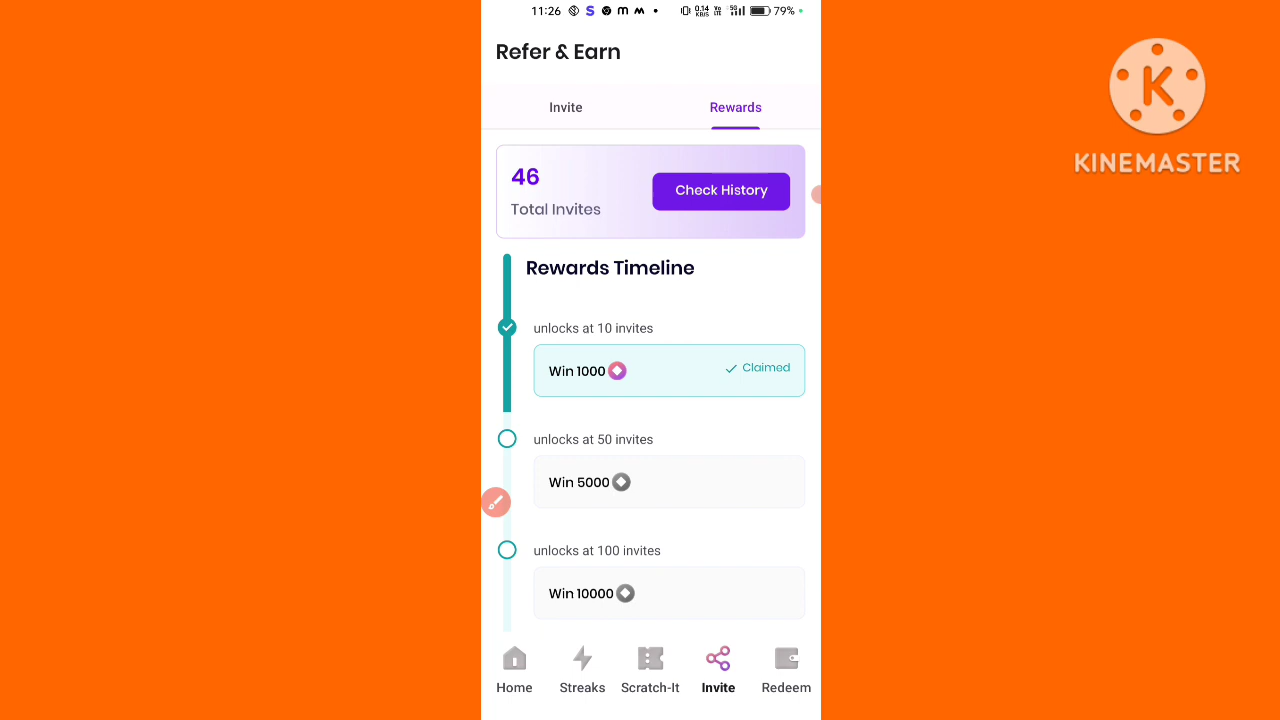 11:26 79%
Refer & Earn
Invite Rewards
46
Total Invites
Check History
Rewards Timeline
unlocks at 10 invites
Win 1000
Claimed
unlocks at 50 invites
Win 5000
unlocks at 100 invites
Win 10000
Home Streaks Scratch-It Invite Redeem
K
KINEMASTER